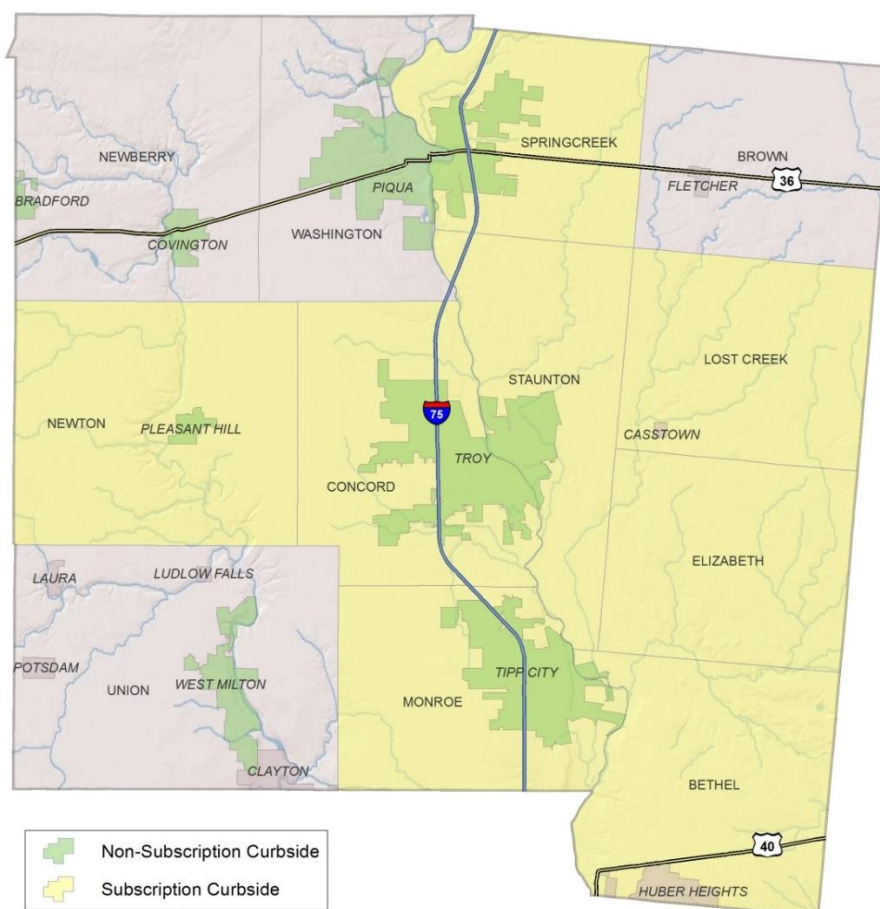 SPRINGCREEK
NEWBERRY
BROWN
36
PIQUA
FLETCHER
BRADFORD
COVINGTON
WASHINGTON
LOST CREEK
STAUNTON
75
NEWTON
PLEASANT HILL
CASSTOWN
TROY
CONCORD
ELIZABETH
LAURA
LUDLOW FALLS
POTSDAM
TIPP CITY
WEST MILTON
UNION
MONROE
CLAYTON
BETHEL
40
HUBER HEIGHTS
Non-Subscription Curbside
Subscription Curbside